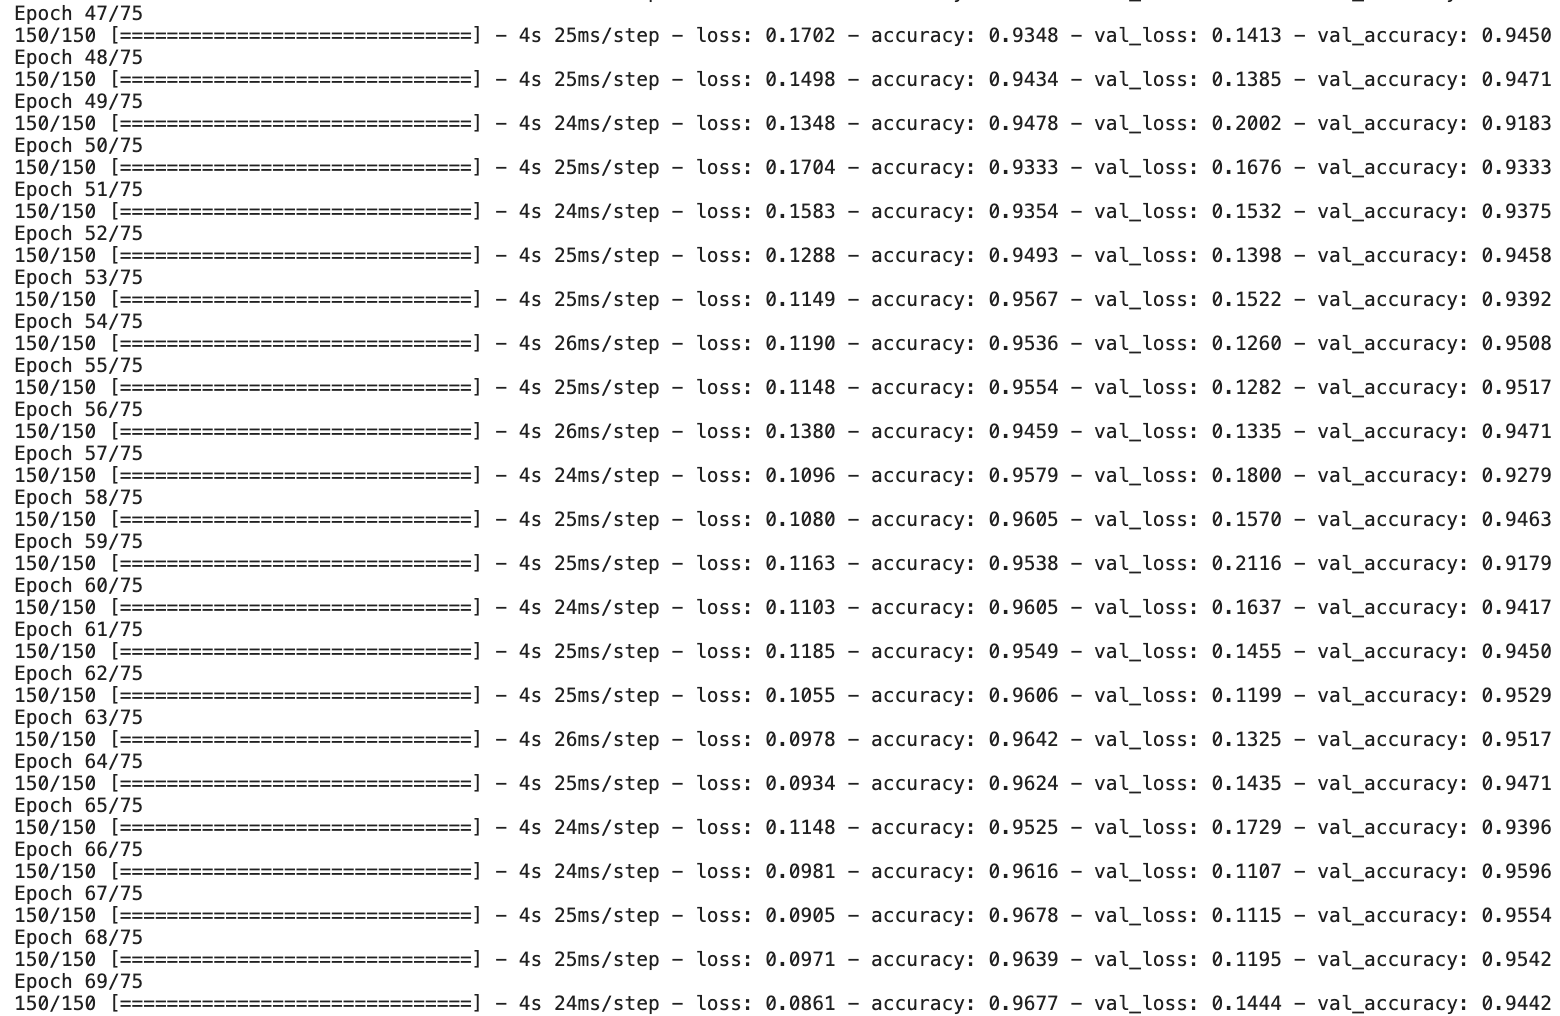 Epoch 47/75
150/150 [==============================] - 4s 25ms/step - loss: 0.1702 - accuracy: 0.9348 - val_loss: 0.1413 - val_accuracy: 0.9450
Epoch 48/75
150/150 [==============================] - 4s 25ms/step - loss: 0.1498 - accuracy: 0.9434 - val_loss: 0.1385 - val_accuracy: 0.9471
Epoch 49/75
150/150 [==============================] - 4s 24ms/step - loss: 0.1348 - accuracy: 0.9478 - val_loss: 0.2002 - val_accuracy: 0.9183
Epoch 50/75
150/150 [==============================] - 4s 25ms/step - loss: 0.1704 - accuracy: 0.9333 - val_loss: 0.1676 - val_accuracy: 0.9333
Epoch 51/75
150/150 [==============================] - 4s 24ms/step - loss: 0.1583 - accuracy: 0.9354 - val_loss: 0.1532 - val_accuracy: 0.9375
Epoch 52/75
150/150 [==============================] - 4s 25ms/step - loss: 0.1288 - accuracy: 0.9493 - val_loss: 0.1398 - val_accuracy: 0.9458
Epoch 53/75
150/150 [==============================] - 4s 25ms/step - loss: 0.1149 - accuracy: 0.9567 - val_loss: 0.1522 - val_accuracy: 0.9392
Epoch 54/75
150/150 [==============================] - 4s 26ms/step - loss: 0.1190 - accuracy: 0.9536 - val_loss: 0.1260 - val_accuracy: 0.9508
Epoch 55/75
150/150 [==============================] - 4s 25ms/step - loss: 0.1148 - accuracy: 0.9554 - val_loss: 0.1282 - val_accuracy: 0.9517
Epoch 56/75
150/150 [==============================] - 4s 26ms/step - loss: 0.1380 - accuracy: 0.9459 - val_loss: 0.1335 - val_accuracy: 0.9471
Epoch 57/75
150/150 [==============================] - 4s 24ms/step - loss: 0.1096 - accuracy: 0.9579 - val_loss: 0.1800 - val_accuracy: 0.9279
Epoch 58/75
150/150 [==============================] - 4s 25ms/step - loss: 0.1080 - accuracy: 0.9605 - val_loss: 0.1570 - val_accuracy: 0.9463
Epoch 59/75
150/150 [==============================] - 4s 25ms/step - loss: 0.1163 - accuracy: 0.9538 - val_loss: 0.2116 - val_accuracy: 0.9179
Epoch 60/75
150/150 [==============================] - 4s 24ms/step - loss: 0.1103 - accuracy: 0.9605 - val_loss: 0.1637 - val_accuracy: 0.9417
Epoch 61/75
150/150 [==============================] - 4s 25ms/step - loss: 0.1185 - accuracy: 0.9549 - val_loss: 0.1455 - val_accuracy: 0.9450
Epoch 62/75
150/150 [==============================] - 4s 25ms/step - loss: 0.1055 - accuracy: 0.9606 - val_loss: 0.1199 - val_accuracy: 0.9529
Epoch 63/75
150/150 [==============================] - 4s 26ms/step - loss: 0.0978 - accuracy: 0.9642 - val_loss: 0.1325 - val_accuracy: 0.9517
Epoch 64/75
150/150 [==============================] - 4s 25ms/step - loss: 0.0934 - accuracy: 0.9624 - val_loss: 0.1435 - val_accuracy: 0.9471
Epoch 65/75
150/150 [==============================] - 4s 24ms/step - loss: 0.1148 - accuracy: 0.9525 - val_loss: 0.1729 - val_accuracy: 0.9396
Epoch 66/75
150/150 [==============================] - 4s 24ms/step - loss: 0.0981 - accuracy: 0.9616 - val_loss: 0.1107 - val_accuracy: 0.9596
Epoch 67/75
150/150 [==============================] - 4s 25ms/step - loss: 0.0905 - accuracy: 0.9678 - val_loss: 0.1115 - val_accuracy: 0.9554
Epoch 68/75
150/150 [==============================] - 4s 25ms/step - loss: 0.0971 - accuracy: 0.9639 - val_loss: 0.1195 - val_accuracy: 0.9542
Epoch 69/75
150/150 [==============================] - 4s 24ms/step - loss: 0.0861 - accuracy: 0.9677 - val_loss: 0.1444 - val_accuracy: 0.9442